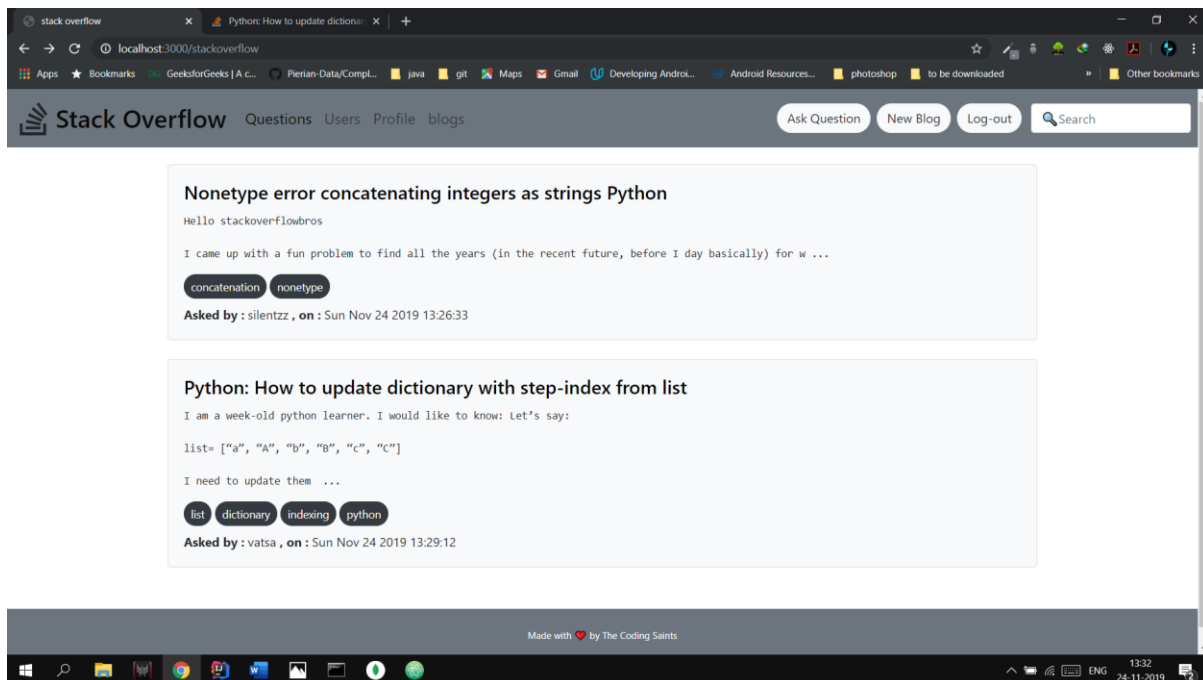 stack overflow
Python: How to update dictionar
localhost:3000/stackoverflow
Apps Bookmarks GeeksforGeeks | A c... Pierian-Data/Compl... java git Maps Gmail Developing Androi... Android Resources... photoshop to be downloaded » Other bookmarks
Stack Overflow Questions Users Profile blogs Ask Question New Blog Log-out Search
Nonetype error concatenating integers as strings Python
Hello stackoverflowbros
I came up with a fun problem to find all the years (in the recent future, before I day basically) for w ...
concatenation nonetype
Asked by : silentzz , on : Sun Nov 24 2019 13:26:33
Python: How to update dictionary with step-index from list
I am a week-old python learner. I would like to know: Let’s say:
list= [“a”, “A”, “b”, “B”, “c”, “C”]
I need to update them ...
list dictionary indexing python
Asked by : vatsa , on : Sun Nov 24 2019 13:29:12
Made with ❤ by The Coding Saints
ENG
13:32
24-11-2019